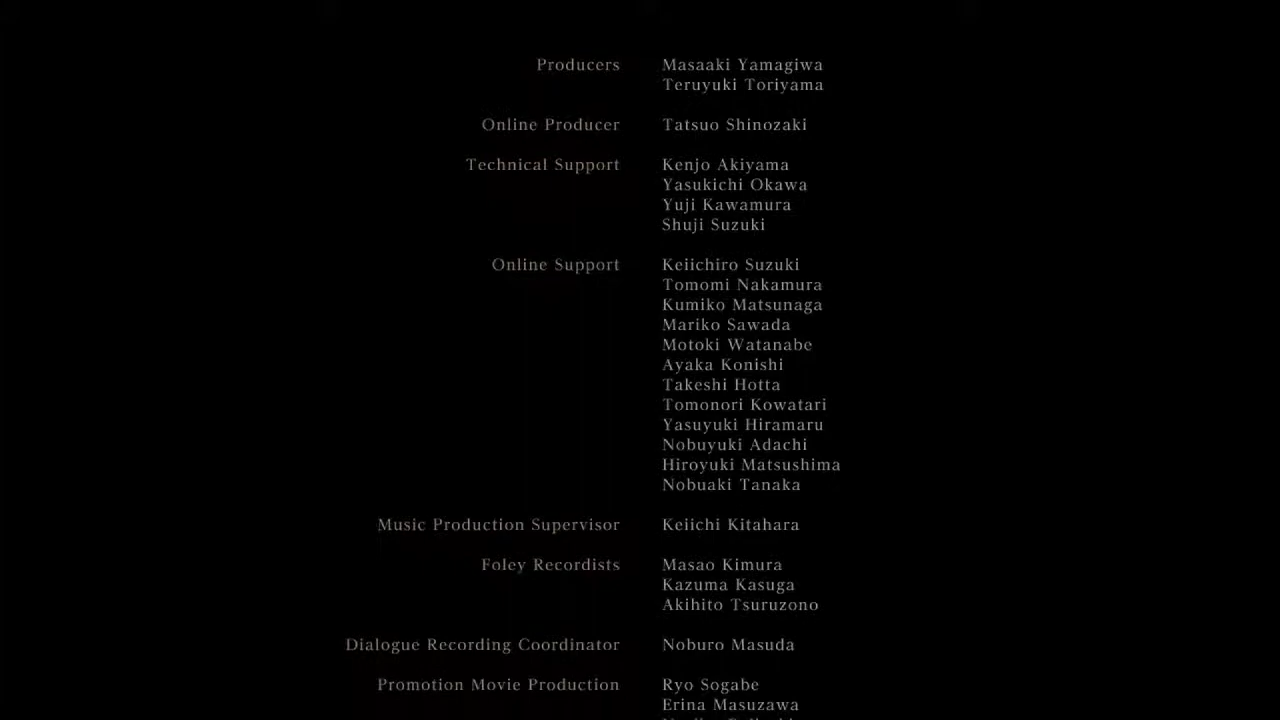 Producers Masaaki Yamagiwa
Teruyuki Toriyama
Online Producer Tatsuo Shinozaki
Technical Support Kenjo Akiyama
Yasukichi Okawa
Yuji Kawamura
Shuji Suzuki
Online Support Keiichiro Suzuki
Tomomi Nakamura
Kumiko Matsunaga
Mariko Sawada
Motoki Watanabe
Ayaka Konishi
Takeshi Hotta
Tomonori Kowatari
Yasuyuki Hiramaru
Nobuyuki Adachi
Hiroyuki Matsushima
Nobuaki Tanaka
Music Production Supervisor Keiichi Kitahara
Foley Recordists Masao Kimura
Kazuma Kasuga
Akihito Tsuruzono
Dialogue Recording Coordinator Noburo Masuda
Promotion Movie Production Ryo Sogabe
Erina Masuzawa